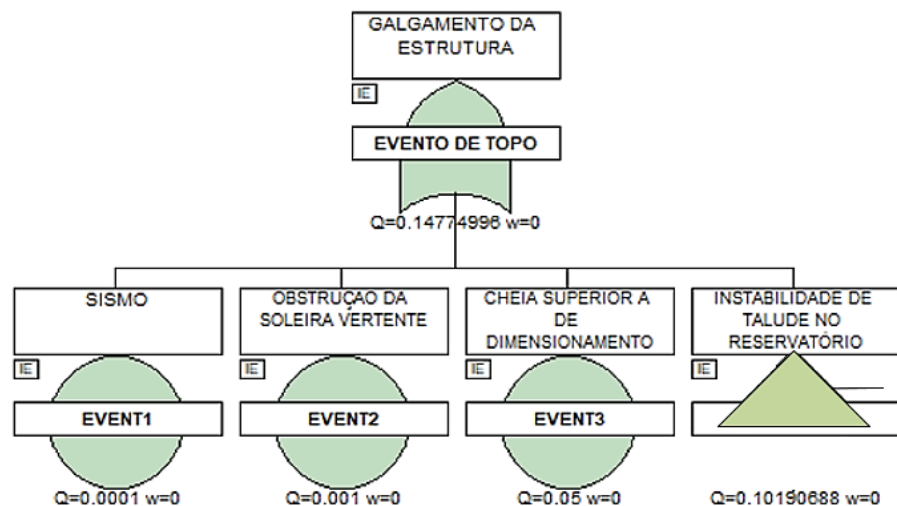 GALGAMENTO DA
ESTRUTURA
IE
EVENTO DE TOPO
Q=0.14774996 w=0
SISMO
OBSTRUÇAO DA
SOLEIRA VERTENTE
CHEIA SUPERIOR A
DE
DIMENSIONAMENTO
INSTABILIDADE DE
TALUDE NO
RESERVATÓRIO
IE
IE
IE
IE
EVENT1
EVENT2
EVENT3
Q=0.0001 w=0
Q=0.001 w=0
Q=0.05 w=0
Q=0.10190688 w=0